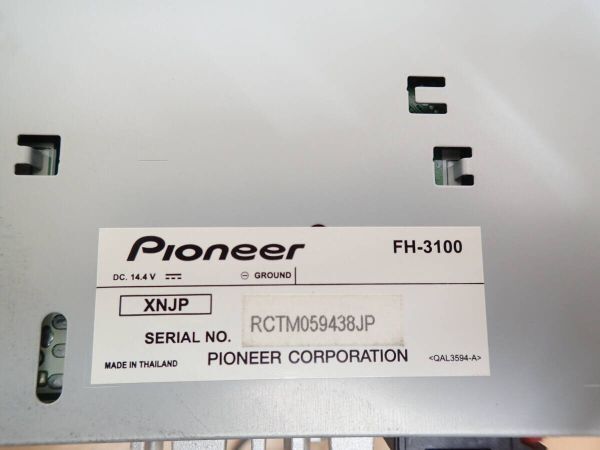 Pioneer FH-3100
DC. 14.4 V ⎓ ⊖ GROUND
XNJP
SERIAL NO. RCTM059438JP
MADE IN THAILAND PIONEER CORPORATION <QAL3594-A>